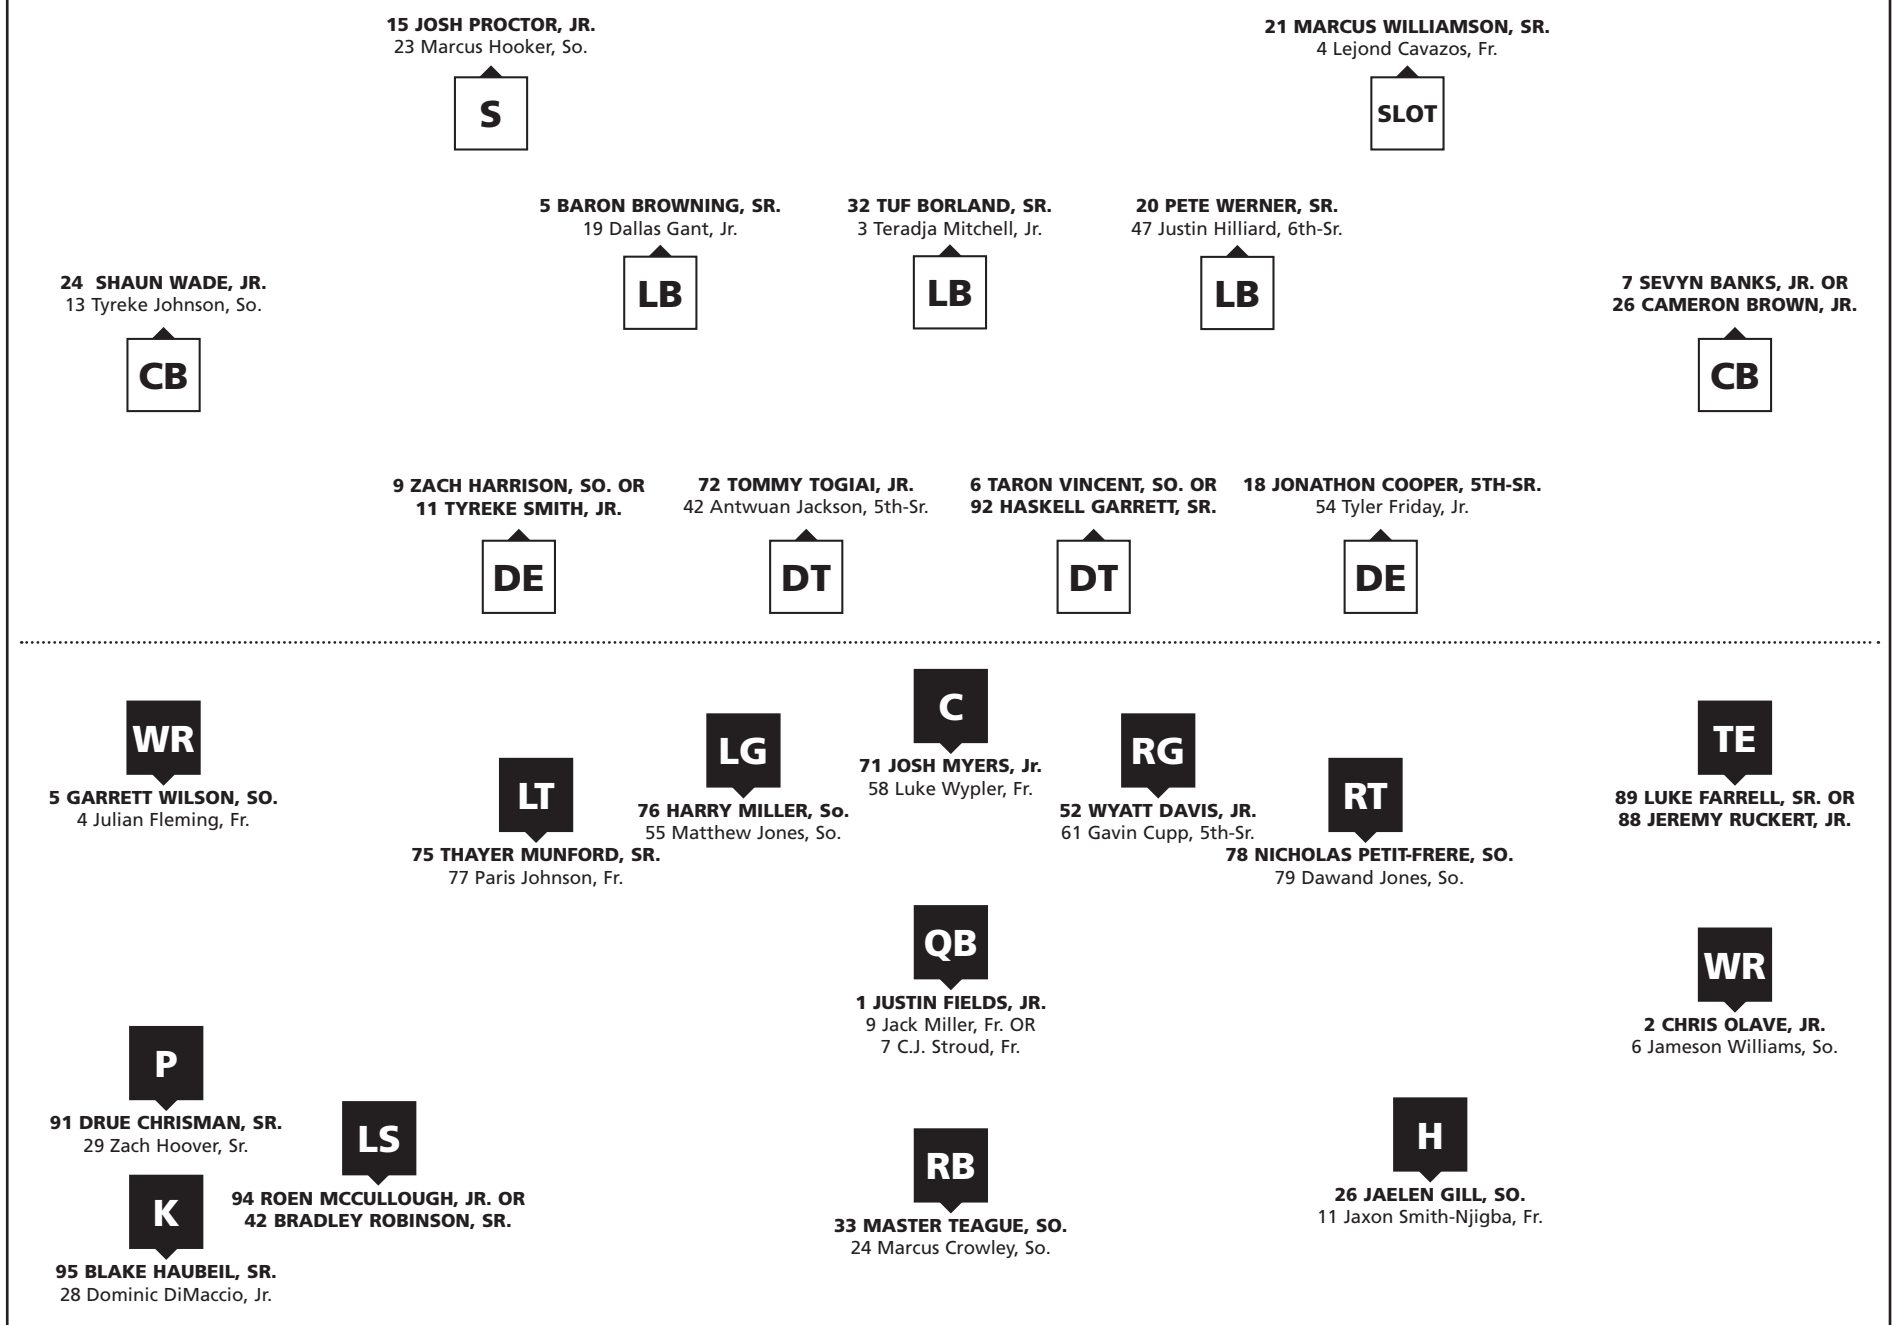 15 JOSH PROCTOR, JR.
23 Marcus Hooker, So.
S
21 MARCUS WILLIAMSON, SR.
4 Lejond Cavazos, Fr.
SLOT
5 BARON BROWNING, SR.
19 Dallas Gant, Jr.
LB
32 TUF BORLAND, SR.
3 Teradja Mitchell, Jr.
LB
20 PETE WERNER, SR.
47 Justin Hilliard, 6th-Sr.
LB
24 SHAUN WADE, JR.
13 Tyreke Johnson, So.
CB
7 SEVYN BANKS, JR. OR
26 CAMERON BROWN, JR.
CB
9 ZACH HARRISON, SO. OR
11 TYREKE SMITH, JR.
DE
72 TOMMY TOGIAI, JR.
42 Antwuan Jackson, 5th-Sr.
DT
6 TARON VINCENT, SO. OR
92 HASKELL GARRETT, SR.
DT
18 JONATHON COOPER, 5TH-SR.
54 Tyler Friday, Jr.
DE
WR
5 GARRETT WILSON, SO.
4 Julian Fleming, Fr.
LT
75 THAYER MUNFORD, SR.
77 Paris Johnson, Fr.
LG
76 HARRY MILLER, So.
55 Matthew Jones, So.
C
71 JOSH MYERS, Jr.
58 Luke Wypler, Fr.
RG
52 WYATT DAVIS, JR.
61 Gavin Cupp, 5th-Sr.
RT
78 NICHOLAS PETIT-FRERE, SO.
79 Dawand Jones, So.
TE
89 LUKE FARRELL, SR. OR
88 JEREMY RUCKERT, JR.
QB
1 JUSTIN FIELDS, JR.
9 Jack Miller, Fr. OR
7 C.J. Stroud, Fr.
WR
2 CHRIS OLAVE, JR.
6 Jameson Williams, So.
P
91 DRUE CHRISMAN, SR.
29 Zach Hoover, Sr.
LS
94 ROEN MCCULLOUGH, JR. OR
42 BRADLEY ROBINSON, SR.
K
95 BLAKE HAUBEIL, SR.
28 Dominic DiMaccio, Jr.
RB
33 MASTER TEAGUE, SO.
24 Marcus Crowley, So.
H
26 JAELEN GILL, SO.
11 Jaxon Smith-Njigba, Fr.